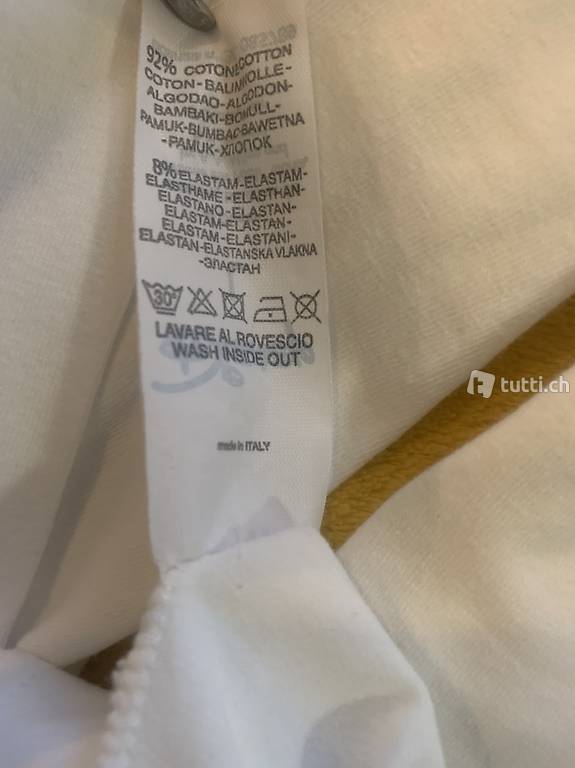 92% COTONE-COTTON
COTON - BAUMWOLLE-
ALGODAO-ALGODON-
BAMBAKI-BOMULL-
PAMUK-BUMBAC-BAWETNA
-PAMUK-ХЛОПОК
8% ELASTAM-ELASTAM-
ELASTHAME-ELASTHAN-
ELASTANO-ELASTAN-
ELASTAM-ELASTAN-
ELASTAM-ELASTANI-
ELASTAN-ELASTANSKA VLAKNA
-ЭЛАСТАН
30°
LAVARE AL ROVESCIO
WASH INSIDE OUT
made in ITALY
tutti.ch